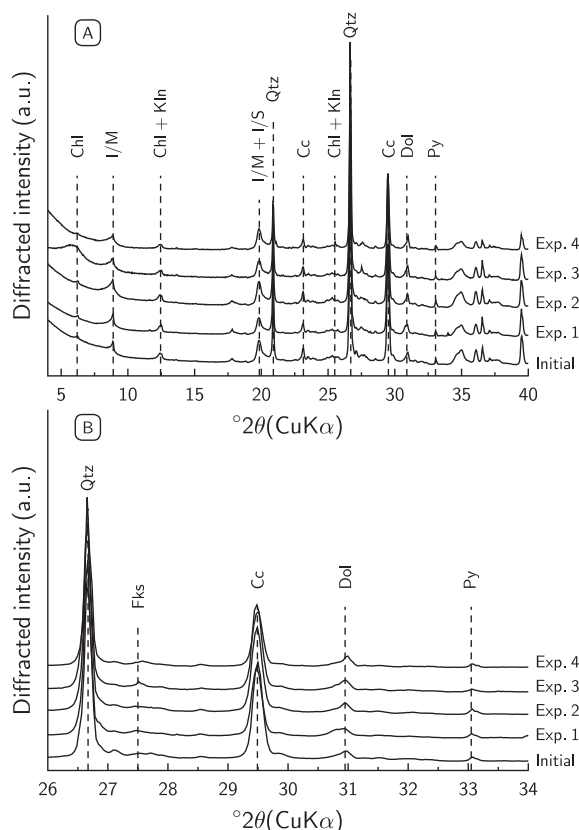 A
Diffracted intensity (a.u.)
Chl
I/M
Chl + Kln
I/M + I/S
Qtz
Cc
Chl + Kln
Qtz
Cc
Dol
Py
Exp. 4
Exp. 3
Exp. 2
Exp. 1
Initial
5 10 15 20 25 30 35 40
°2θ(CuKα)
B
Diffracted intensity (a.u.)
Qtz
Fks
Cc
Dol
Py
Exp. 4
Exp. 3
Exp. 2
Exp. 1
Initial
26 27 28 29 30 31 32 33 34
°2θ(CuKα)